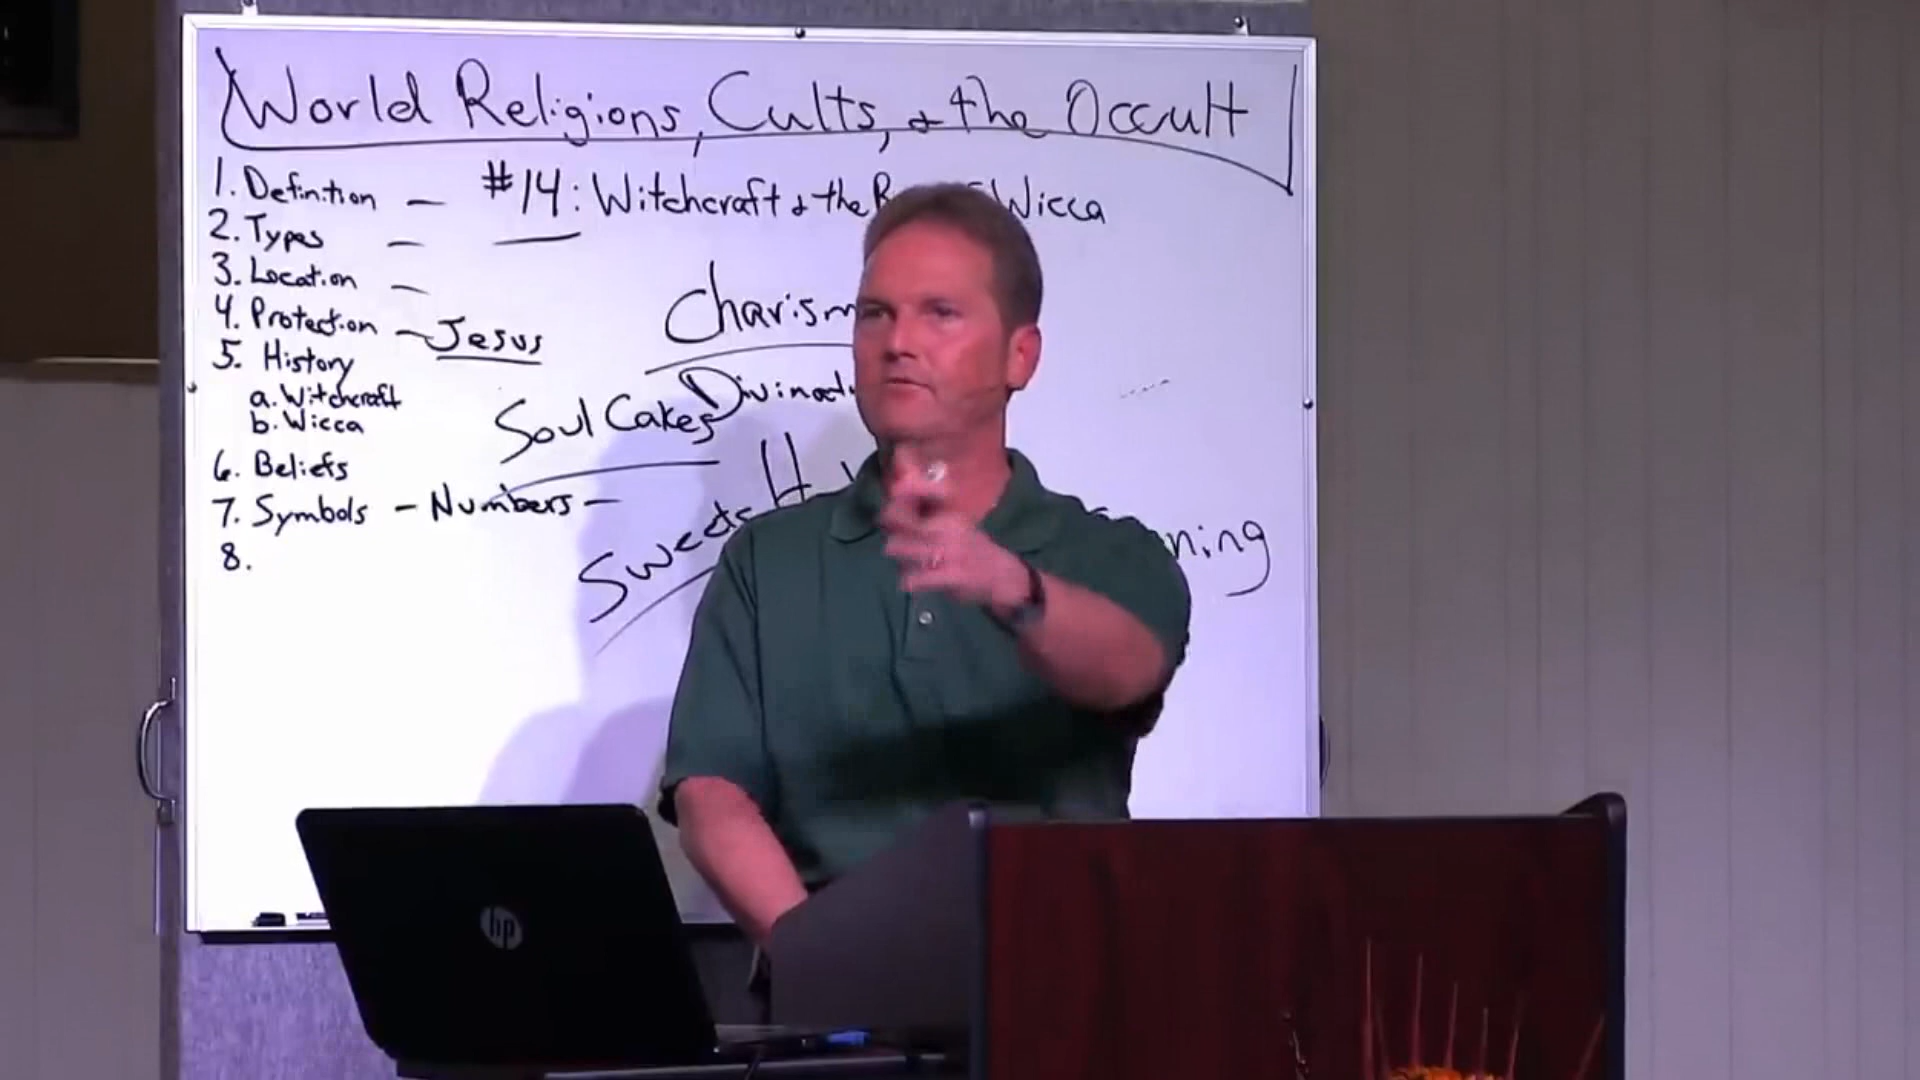 World Religions, Cults, & the Occult
#14: Witchcraft & the Wicca
1. Definition –
2. Types –
3. Location –
4. Protection – Jesus
5. History
a. Witchcraft
b. Wicca
6. Beliefs
7. Symbols – Numbers –
8.
Soul Cakes
Sweets
hp